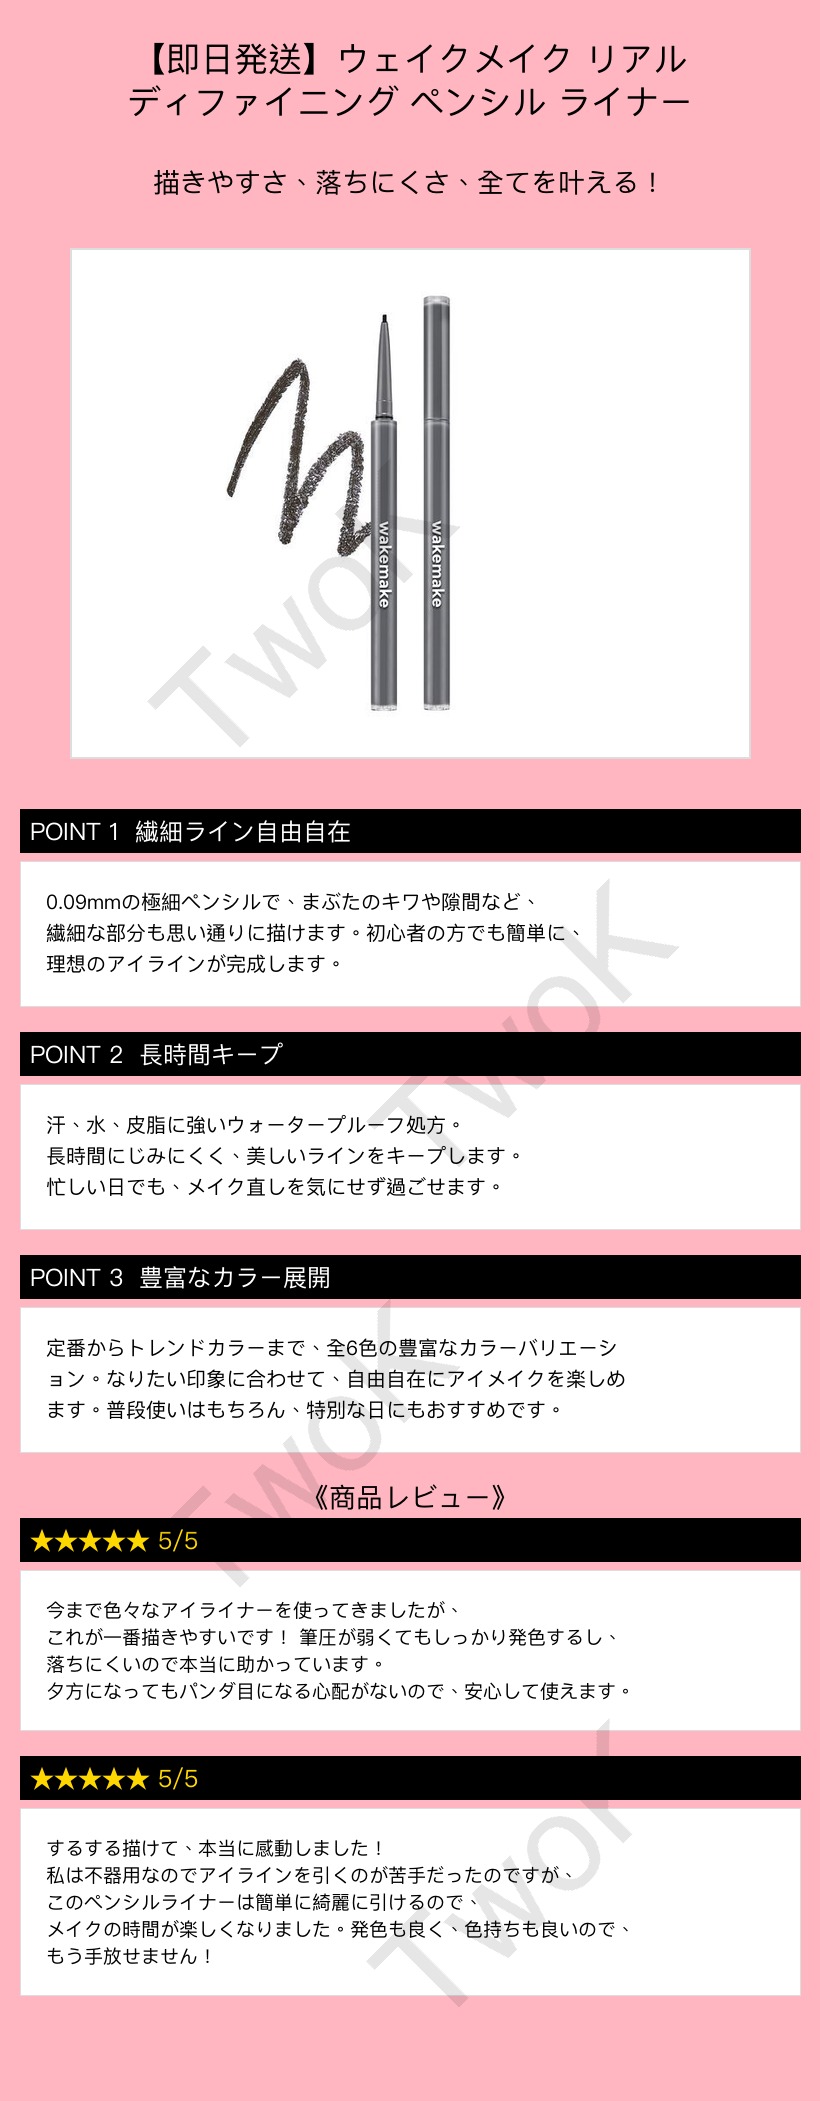 【即日発送】ウェイクメイク リアル
ディファイニング ペンシル ライナー
描きやすさ、落ちにくさ、全てを叶える！
wakemake
wakemake
TwoK
POINT 1 繊細ライン自由自在
0.09mmの極細ペンシルで、まぶたのキワや隙間など、
繊細な部分も思い通りに描けます。初心者の方でも簡単に、
理想のアイラインが完成します。
TwoK
POINT 2 長時間キープ
汗、水、皮脂に強いウォータープルーフ処方。
長時間にじみにくく、美しいラインをキープします。
忙しい日でも、メイク直しを気にせず過ごせます。
POINT 3 豊富なカラー展開
定番からトレンドカラーまで、全6色の豊富なカラーバリエーシ
ョン。なりたい印象に合わせて、自由自在にアイメイクを楽しめ
ます。普段使いはもちろん、特別な日にもおすすめです。
TwoK
《商品レビュー》
★★★★★ 5/5
今まで色々なアイライナーを使ってきましたが、
これが一番描きやすいです！ 筆圧が弱くてもしっかり発色するし、
落ちにくいので本当に助かっています。
夕方になってもパンダ目になる心配がないので、安心して使えます。
★★★★★ 5/5
するする描けて、本当に感動しました！
私は不器用なのでアイラインを引くのが苦手だったのですが、
このペンシルライナーは簡単に綺麗に引けるので、
メイクの時間が楽しくなりました。発色も良く、色持ちも良いので、
もう手放せません！
TwoK